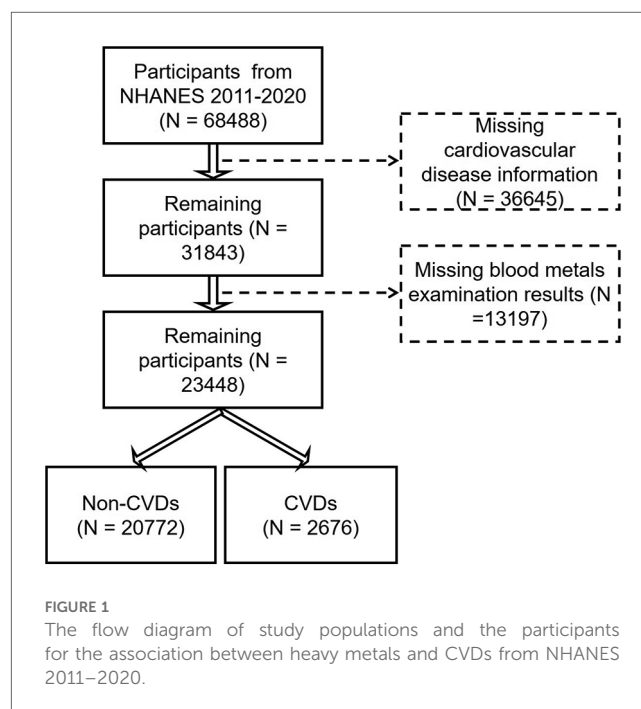 Participants from
NHANES 2011-2020
(N = 68488)
Missing
cardiovascular
disease information
(N = 36645)
Remaining
participants (N =
31843)
Missing blood metals
examination results (N
=13197)
Remaining
participants (N =
23448)
Non-CVDs
(N = 20772)
CVDs
(N = 2676)
FIGURE 1
The flow diagram of study populations and the participants
for the association between heavy metals and CVDs from NHANES
2011–2020.